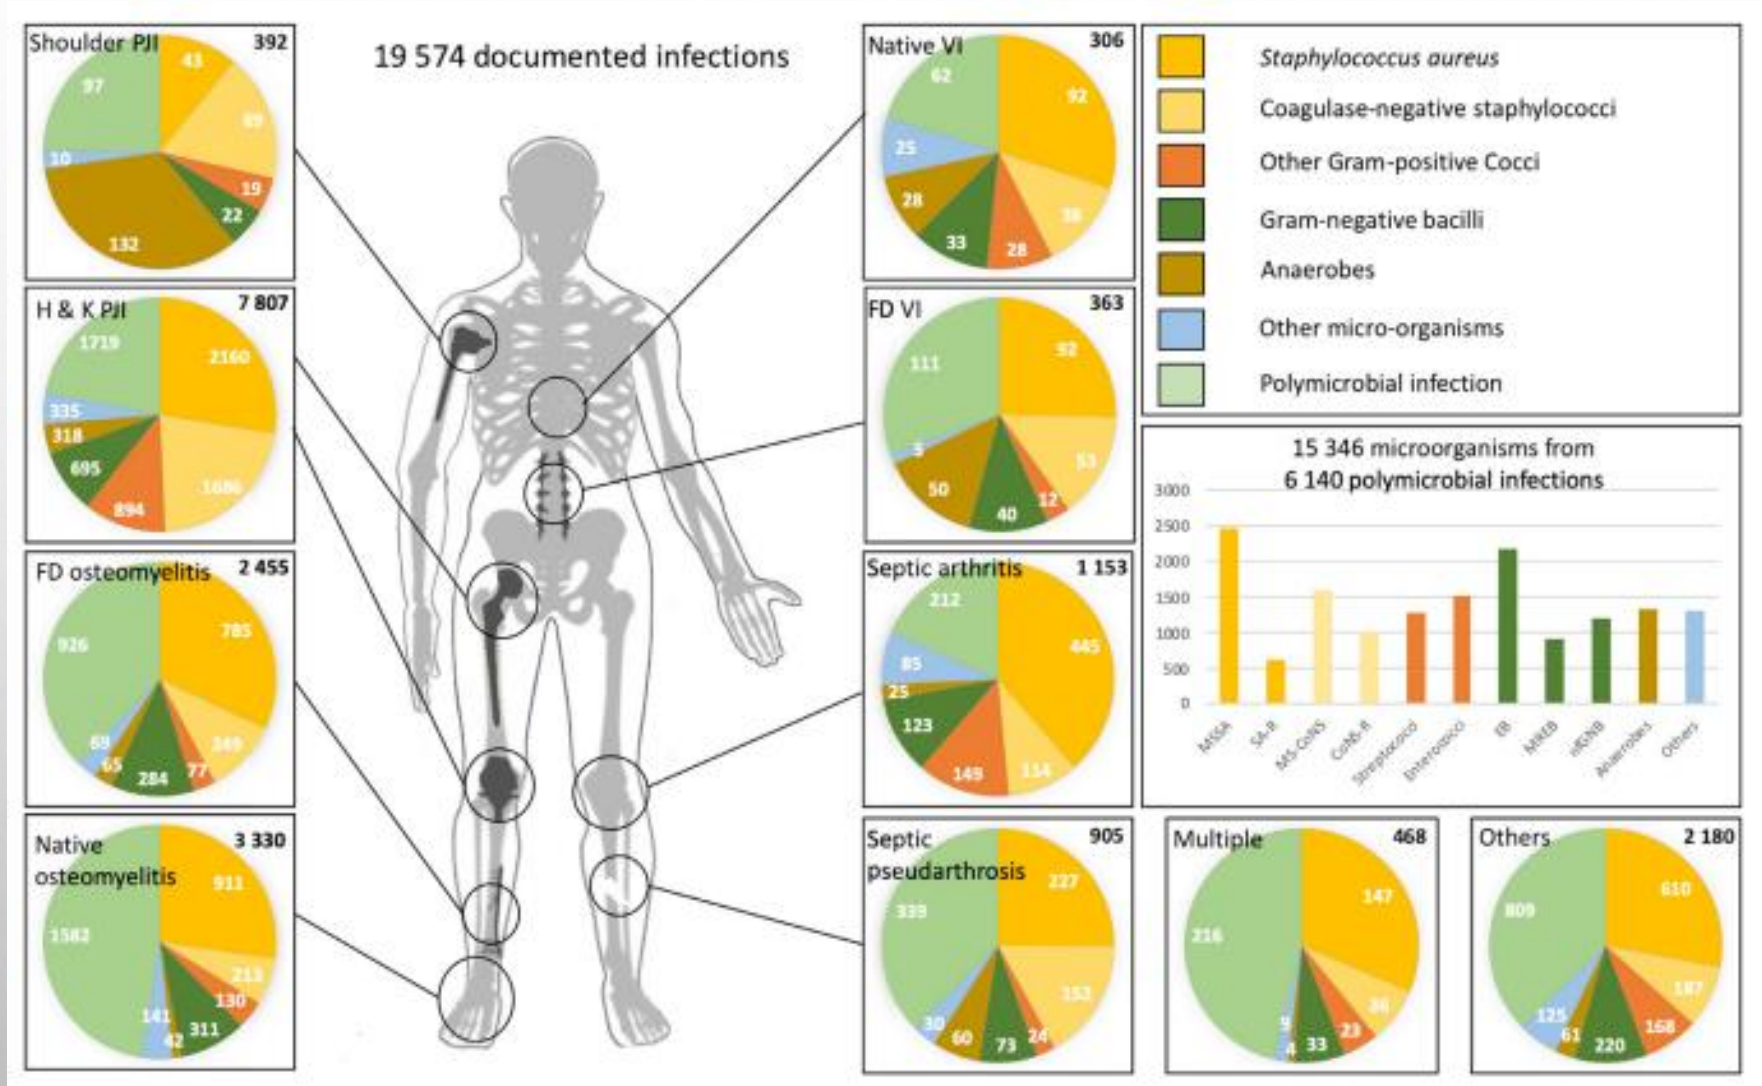 Shoulder PJI 392
43
69
19
22
132
10
97
H & K PJI 7 807
2160
1686
894
695
318
335
1719
FD osteomyelitis 2 455
785
249
77
284
65
69
926
Native osteomyelitis 3 330
911
213
130
311
42
141
1582
19 574 documented infections
Native VI 306
92
38
28
33
28
25
62
FD VI 363
92
53
12
40
50
5
111
Septic arthritis 1 153
445
114
149
123
25
85
212
Septic pseudarthrosis 905
227
152
24
73
60
30
339
Multiple 468
147
36
23
33
4
9
216
Others 2 180
610
187
168
220
61
125
809
Staphylococcus aureus
Coagulase-negative staphylococci
Other Gram-positive Cocci
Gram-negative bacilli
Anaerobes
Other micro-organisms
Polymicrobial infection
15 346 microorganisms from
6 140 polymicrobial infections
3000
2500
2000
1500
1000
500
0
MSSA
SA-R
MS-CoNS
CoNS-R
Streptococci
Enterococci
EB
MREB
nfGNB
Anaerobes
Others